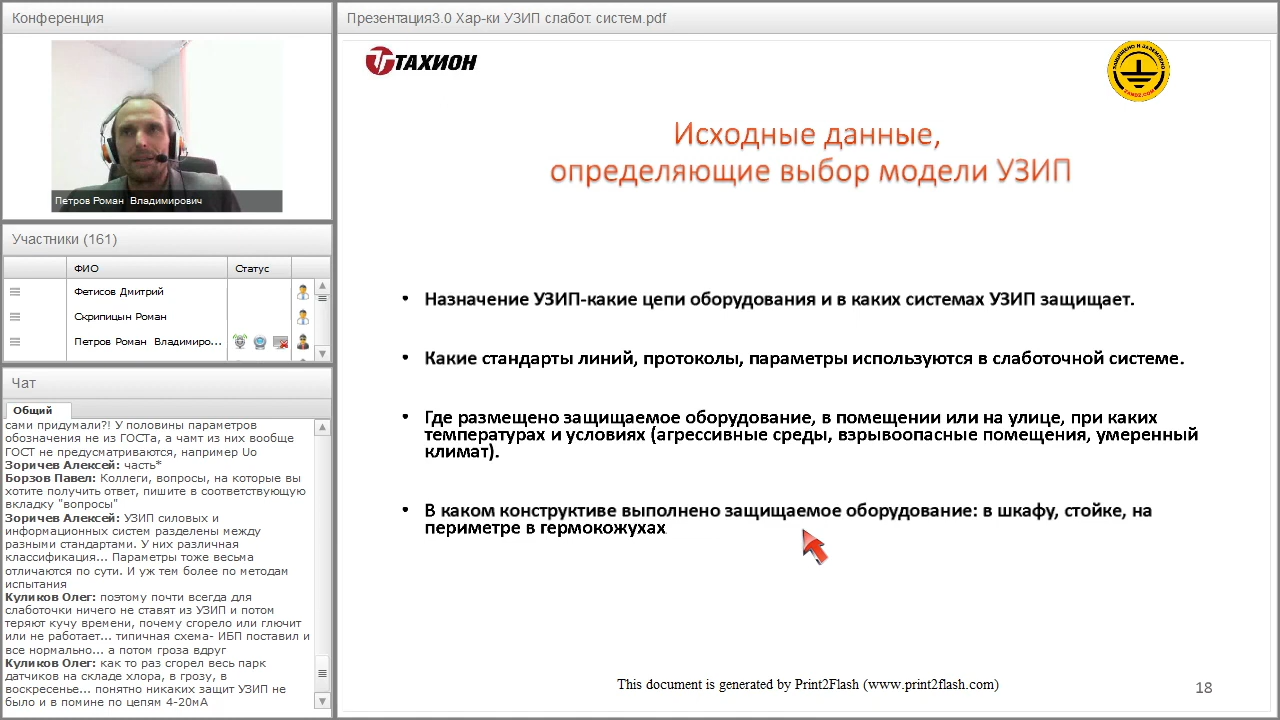 Конференция
Петров Роман Владимирович
Участники (161)
ФИО
Статус
Фетисов Дмитрий
Скрипицын Роман
Петров Роман Владимиро...
Чат
Общий
сами придумали?! У половины параметров
обозначения не из ГОСТа, а чамт из них вообще
ГОСТ не предусматриваются, например Uo
Зоричев Алексей: часть*
Борзов Павел: Коллеги, вопросы, на которые вы
хотите получить ответ, пишите в соответствующую
вкладку "вопросы"
Зоричев Алексей: УЗИП силовых и
информационных систем разделены между
разными стандартами. У них различная
классификация... Параметры тоже весьма
отличаются по сути. И уж тем более по методам
испытания
Куликов Олег: поэтому почти всегда для
слаботочки ничего не ставят из УЗИП и потом
теряют кучу времени, почему сгорело или глючит
или не работает... типичная схема- ИБП поставил и
все нормально... а потом гроза вдруг
Куликов Олег: как то раз сгорел весь парк
датчиков на складе хлора, в грозу, в
воскресенье... понятно никаких защит УЗИП не
было и в помине по цепям 4-20мА
Презентация3.0 Хар-ки УЗИП слабот. систем.pdf
ТАХИОН
ЗАЩИЩЕНО И ЗАЗЕМЛЕНО
ZANDZ.COM
Исходные данные,
определяющие выбор модели УЗИП
• Назначение УЗИП-какие цепи оборудования и в каких системах УЗИП защищает.
• Какие стандарты линий, протоколы, параметры используются в слаботочной системе.
• Где размещено защищаемое оборудование, в помещении или на улице, при каких
температурах и условиях (агрессивные среды, взрывоопасные помещения, умеренный
климат).
• В каком конструктиве выполнено защищаемое оборудование: в шкафу, стойке, на
периметре в гермокожухах
This document is generated by Print2Flash (www.print2flash.com)
18